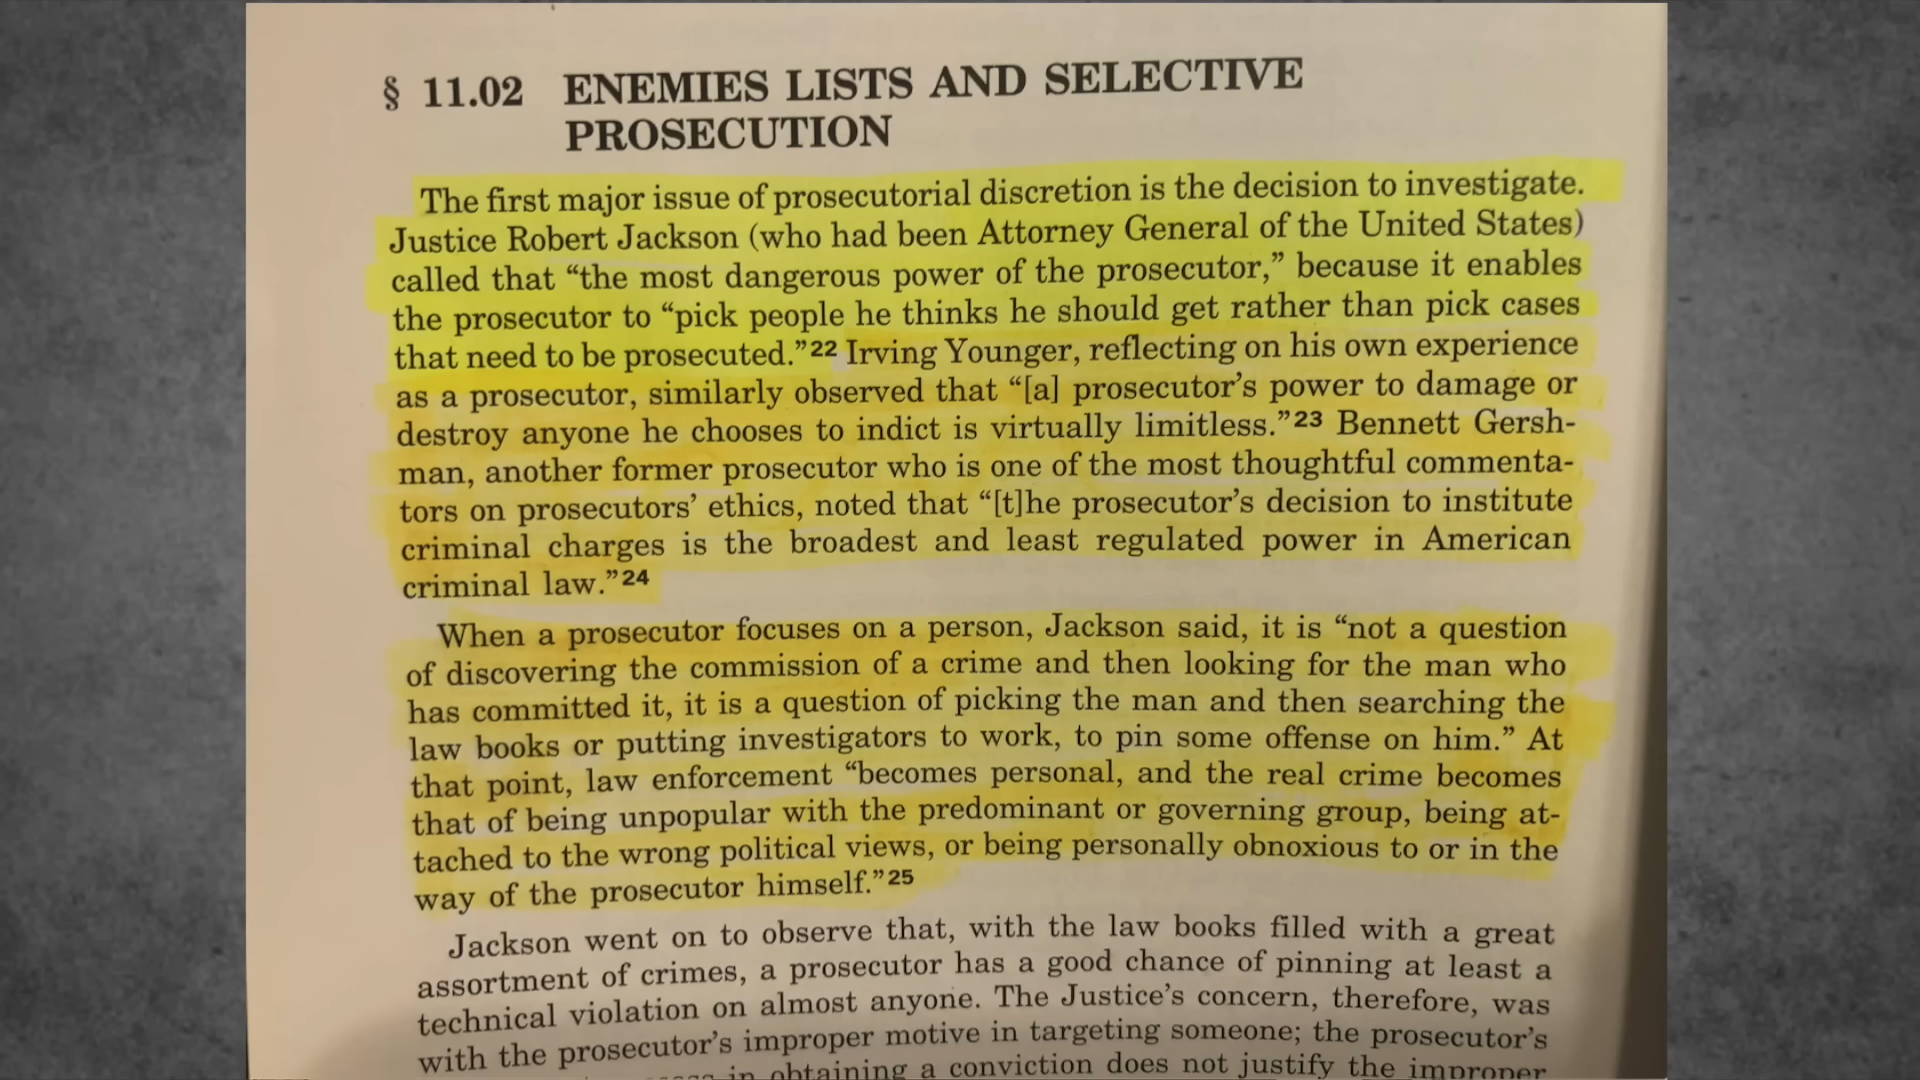 § 11.02 ENEMIES LISTS AND SELECTIVE
PROSECUTION
The first major issue of prosecutorial discretion is the decision to investigate.
Justice Robert Jackson (who had been Attorney General of the United States)
called that “the most dangerous power of the prosecutor,” because it enables
the prosecutor to “pick people he thinks he should get rather than pick cases
that need to be prosecuted.”22 Irving Younger, reflecting on his own experience
as a prosecutor, similarly observed that “[a] prosecutor’s power to damage or
destroy anyone he chooses to indict is virtually limitless.”23 Bennett Gersh-
man, another former prosecutor who is one of the most thoughtful commenta-
tors on prosecutors’ ethics, noted that “[t]he prosecutor’s decision to institute
criminal charges is the broadest and least regulated power in American
criminal law.”24
When a prosecutor focuses on a person, Jackson said, it is “not a question
of discovering the commission of a crime and then looking for the man who
has committed it, it is a question of picking the man and then searching the
law books or putting investigators to work, to pin some offense on him.” At
that point, law enforcement “becomes personal, and the real crime becomes
that of being unpopular with the predominant or governing group, being at-
tached to the wrong political views, or being personally obnoxious to or in the
way of the prosecutor himself.”25
Jackson went on to observe that, with the law books filled with a great
assortment of crimes, a prosecutor has a good chance of pinning at least a
technical violation on almost anyone. The Justice’s concern, therefore, was
with the prosecutor’s improper motive in targeting someone; the prosecutor’s
in obtaining a conviction does not justify the improper